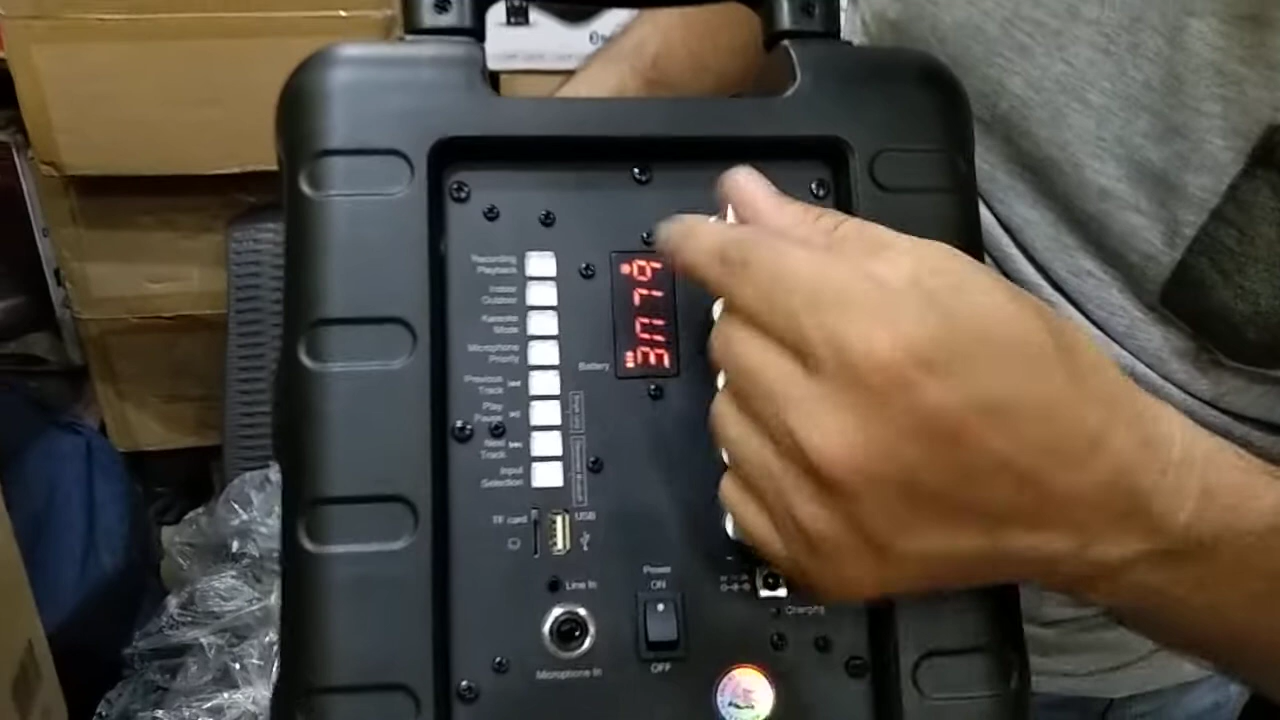 Recording
Playback
Indoor
Outdoor
Karaoke
Mode
Microphone
Priority
Battery
Previous
Track
Play
Pause
Next
Track
Input
Selection
TF card
USB
Line In
Microphone In
Power
ON
OFF
Charging